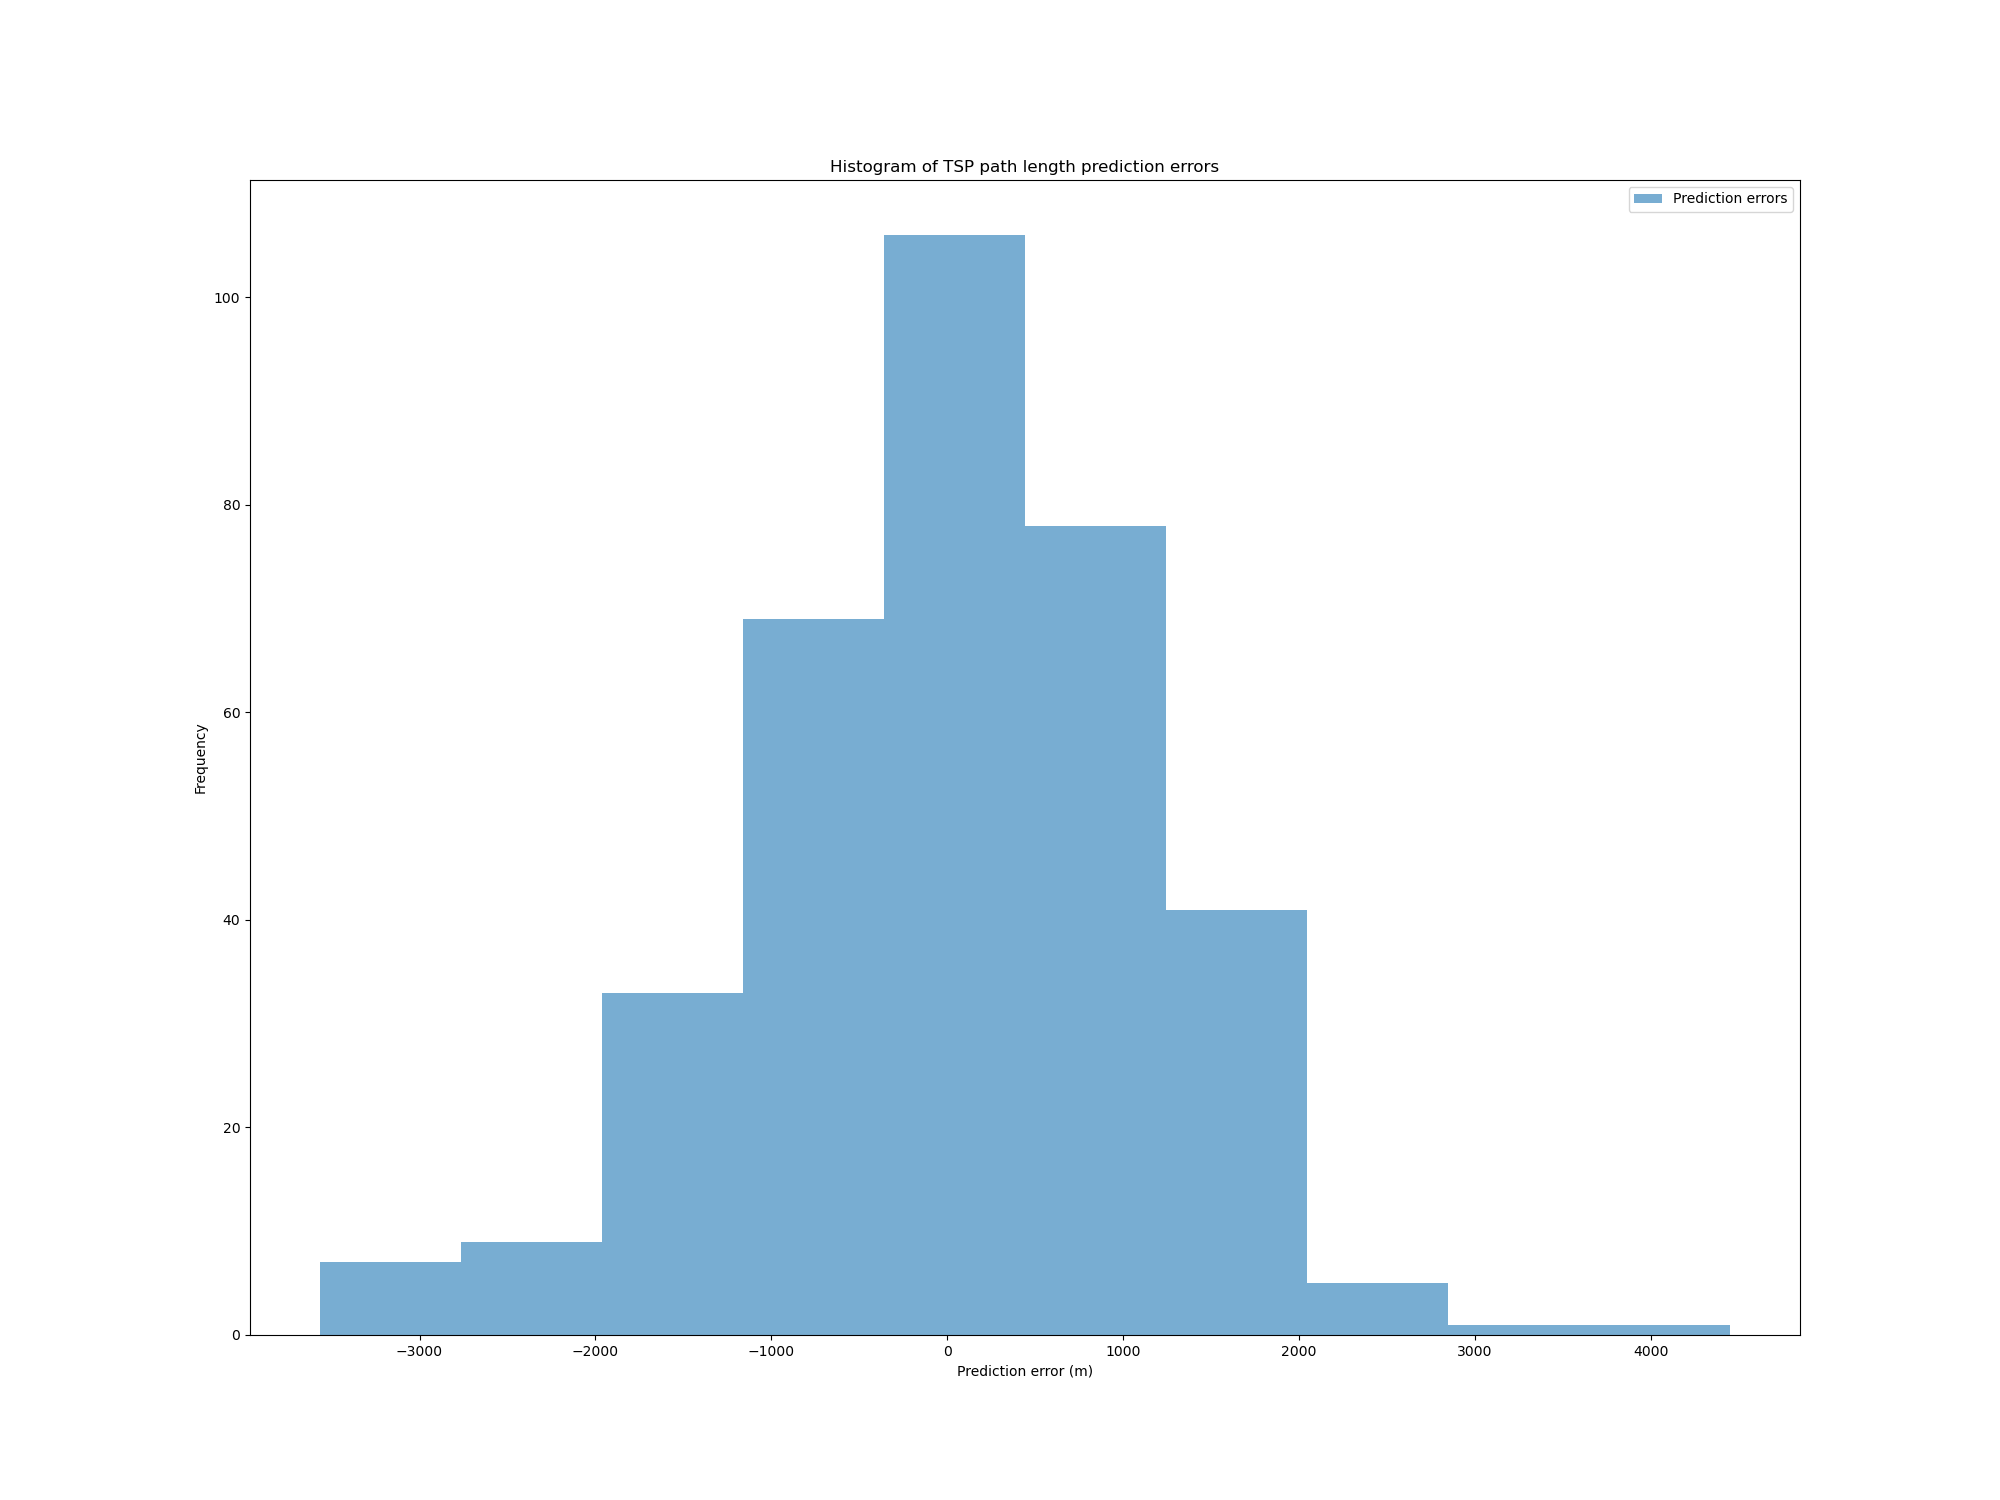 Histogram of TSP path length prediction errors
Prediction errors
100
80
60
40
20
0
Frequency
−3000 −2000 −1000 0 1000 2000 3000 4000
Prediction error (m)